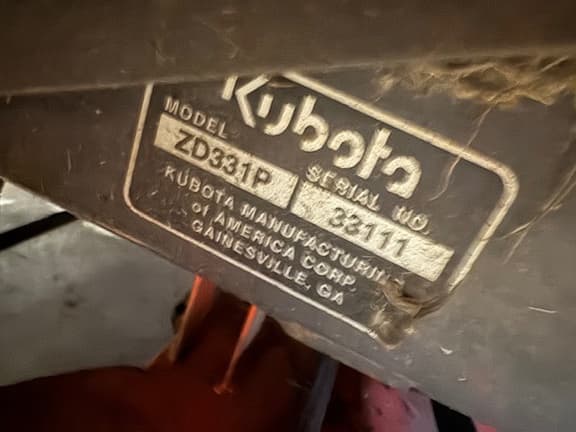 Kubota
MODEL SERIAL NO.
ZD331P 33111
KUBOTA MANUFACTURING
of AMERICA CORP.
GAINESVILLE, GA